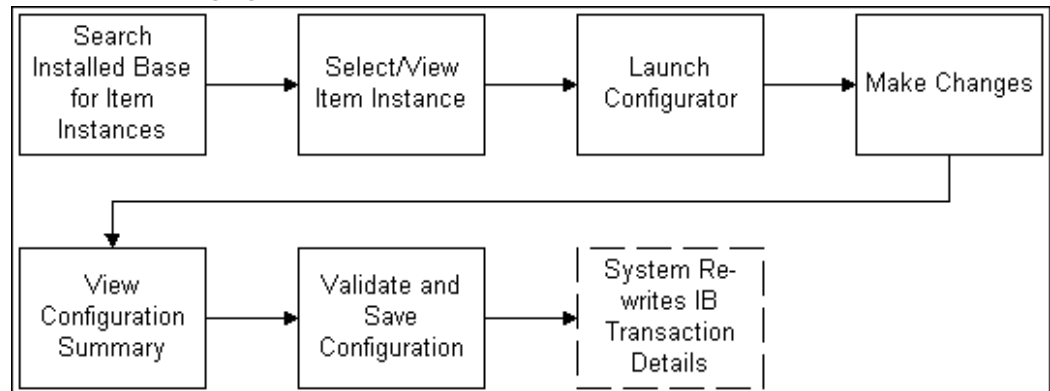 Search
Installed Base
for Item
Instances
Select/View
Item Instance
Launch
Configurator
Make Changes
View
Configuration
Summary
Validate and
Save
Configuration
System Re-
writes IB
Transaction
Details